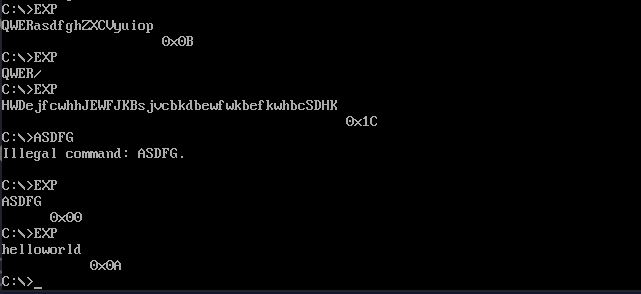 C:\>EXP
QWERasdfghZXCVyuiop
0x0B
C:\>EXP
QWER/
C:\>EXP
HWDejfcwhhJEWFJKBsjvcbkdbewfwkbefkwhbcSDHK
0x1C
C:\>ASDFG
Illegal command: ASDFG.
C:\>EXP
ASDFG
0x00
C:\>EXP
helloworld
0x0A
C:\>_